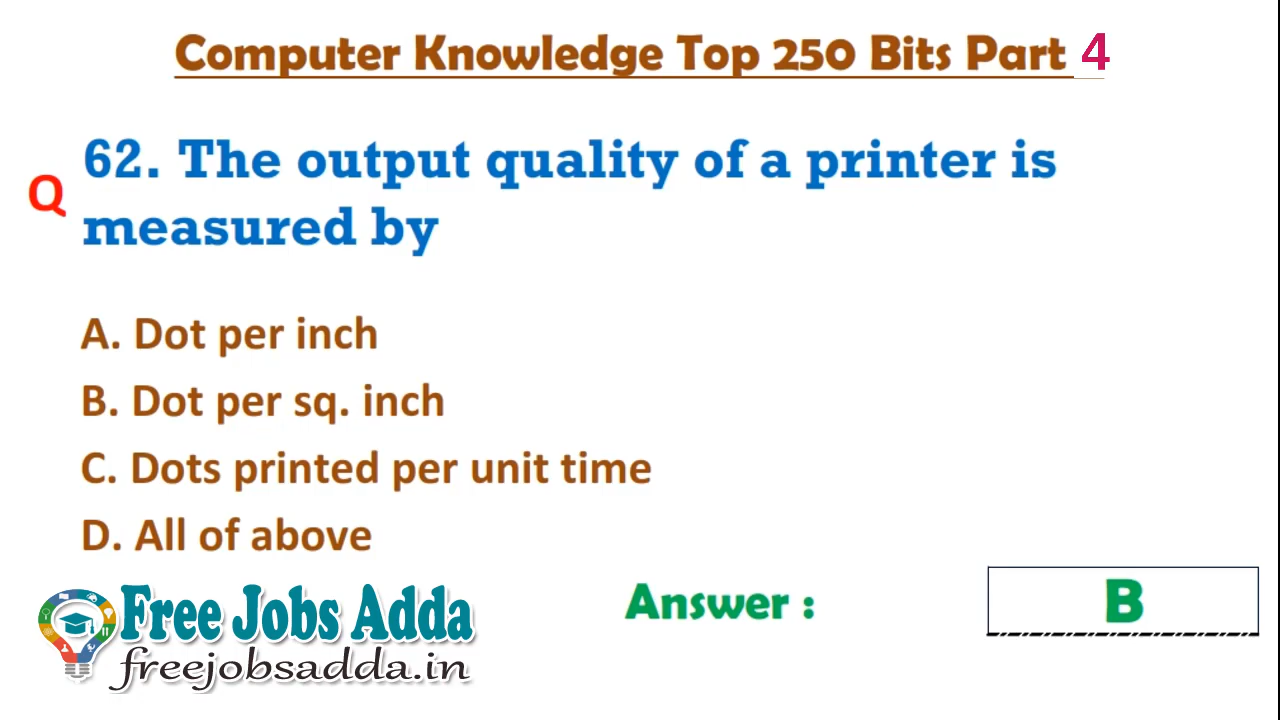 Computer Knowledge Top 250 Bits Part 4
Q
62. The output quality of a printer is
measured by
A. Dot per inch
B. Dot per sq. inch
C. Dots printed per unit time
D. All of above
Free Jobs Adda
freejobsadda.in
Answer :
B